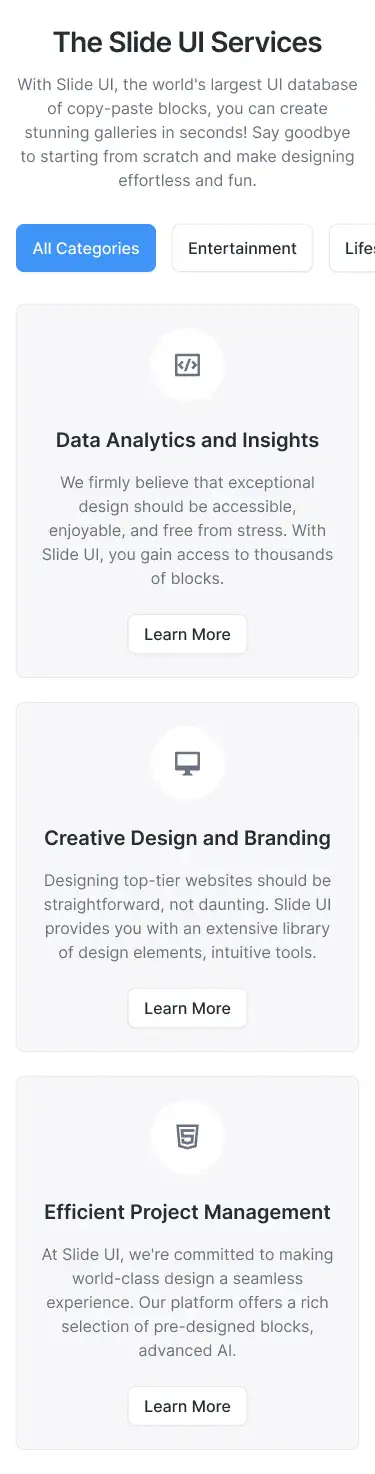 The Slide UI Services
With Slide UI, the world's largest UI database
of copy-paste blocks, you can create
stunning galleries in seconds! Say goodbye
to starting from scratch and make designing
effortless and fun.
All Categories
Entertainment
Data Analytics and Insights
We firmly believe that exceptional
design should be accessible,
enjoyable, and free from stress. With
Slide UI, you gain access to thousands
of blocks.
Learn More
Creative Design and Branding
Designing top-tier websites should be
straightforward, not daunting. Slide UI
provides you with an extensive library
of design elements, intuitive tools.
Learn More
Efficient Project Management
At Slide UI, we're committed to making
world-class design a seamless
experience. Our platform offers a rich
selection of pre-designed blocks,
advanced AI.
Learn More